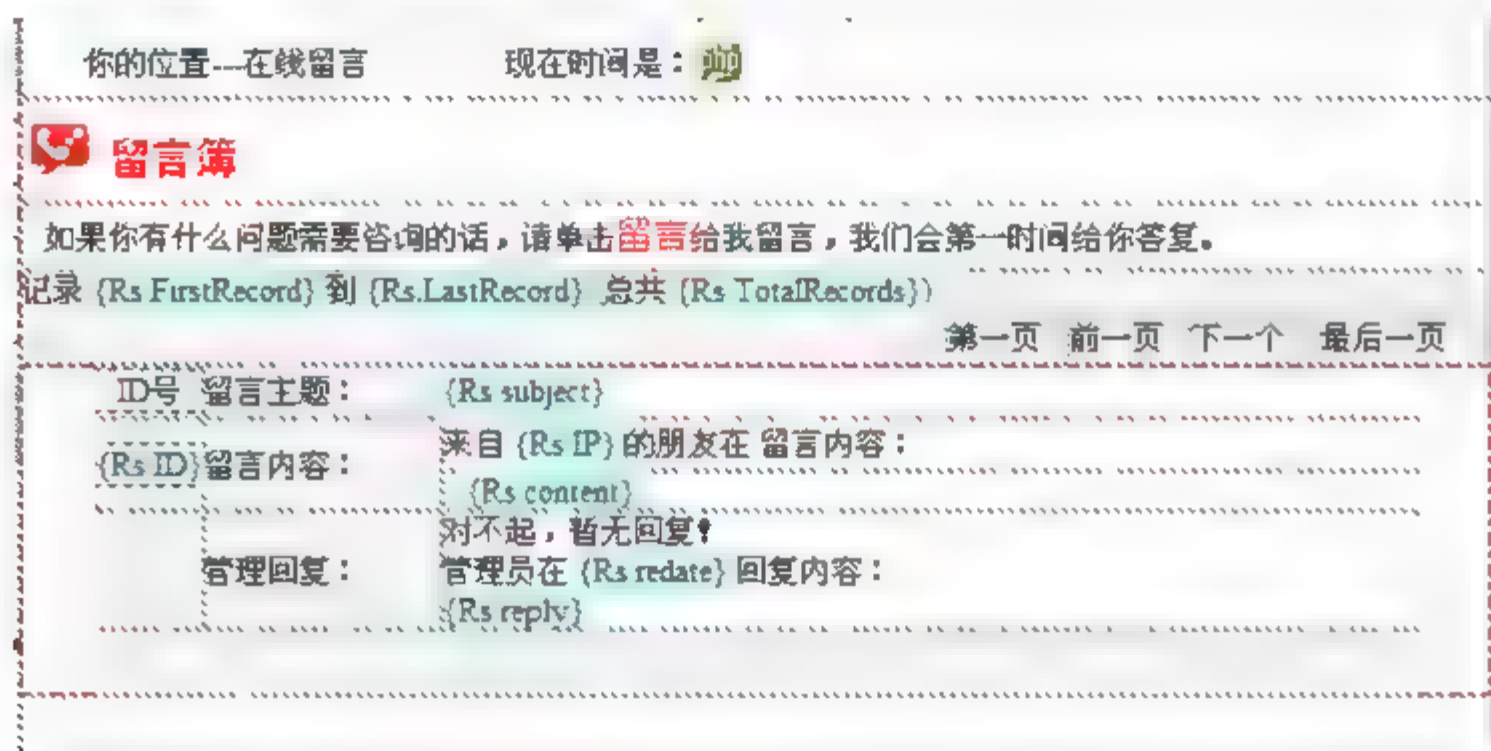 你的位置---在线留言 现在时间是：
留言簿
如果你有什么问题需要咨询的话，请单击留言给我留言，我们会第一时间给你答复。
记录 {Rs FirstRecord} 到 {Rs.LastRecord} 总共 {Rs TotalRecords})
第一页 前一页 下一个 最后一页
ID号 留言主题： {Rs subject}
来自 {Rs IP} 的朋友在 留言内容：
{Rs ID} 留言内容：
{Rs content}
对不起，暂无回复！
管理回复： 管理员在 {Rs redate} 回复内容：
{Rs reply}